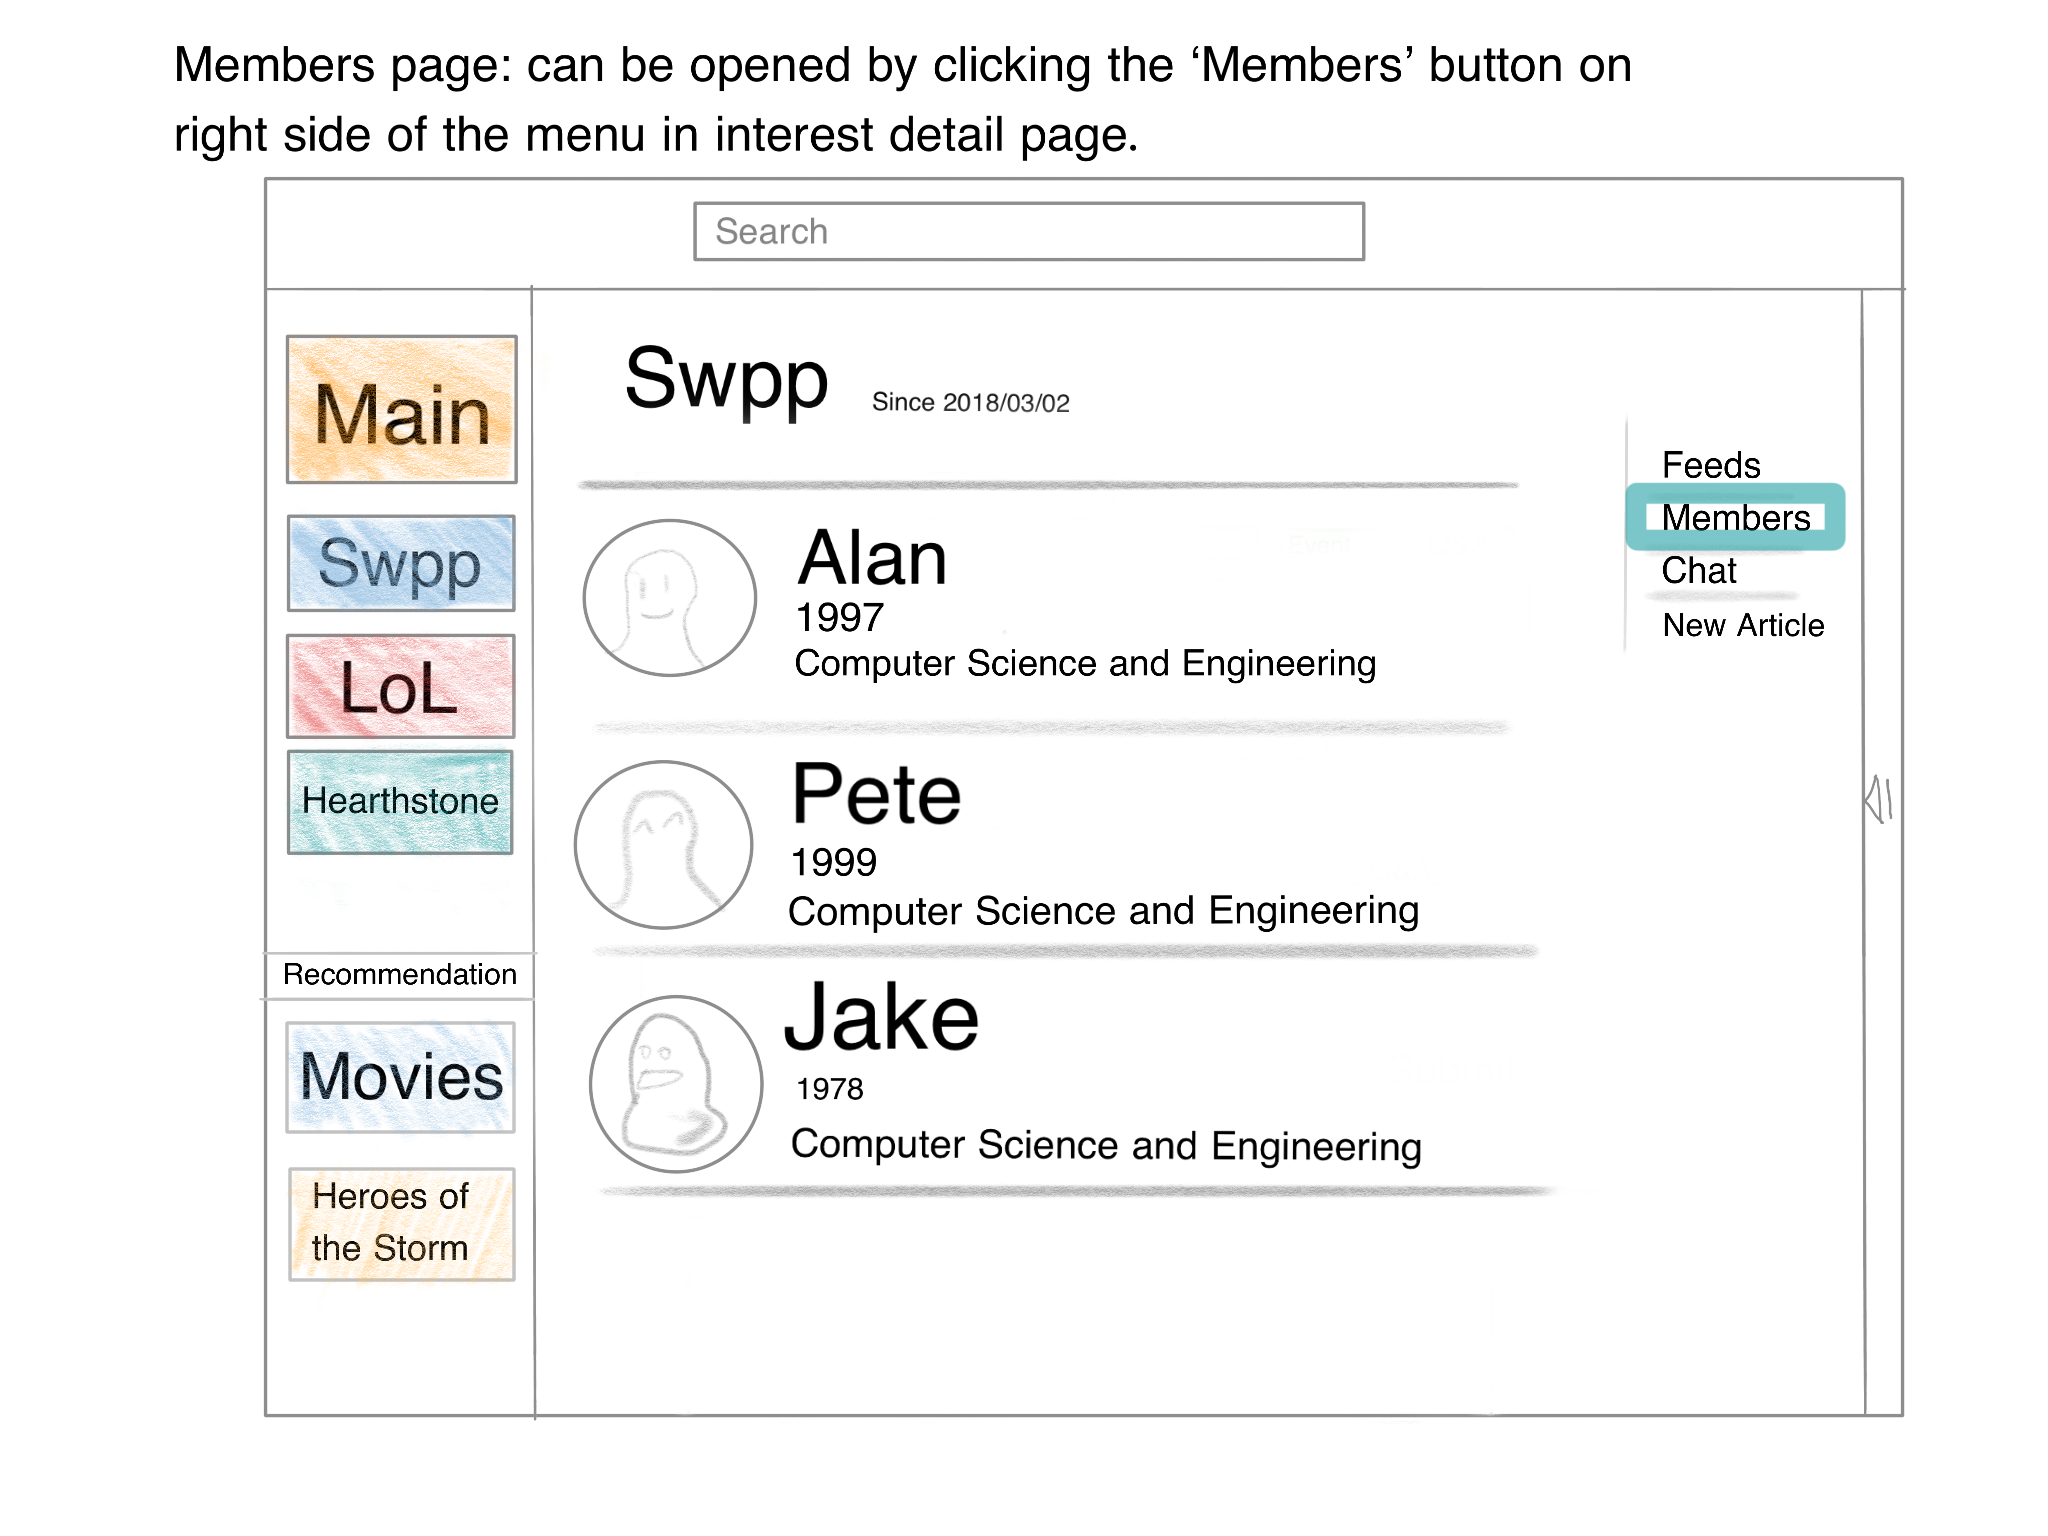 Members page: can be opened by clicking the ‘Members’ button on
right side of the menu in interest detail page.
Search
Main
Swpp
LoL
Hearthstone
Recommendation
Movies
Heroes of
the Storm
Swpp Since 2018/03/02
Alan
1997
Computer Science and Engineering
Pete
1999
Computer Science and Engineering
Jake
1978
Computer Science and Engineering
Feeds
Members
Chat
New Article